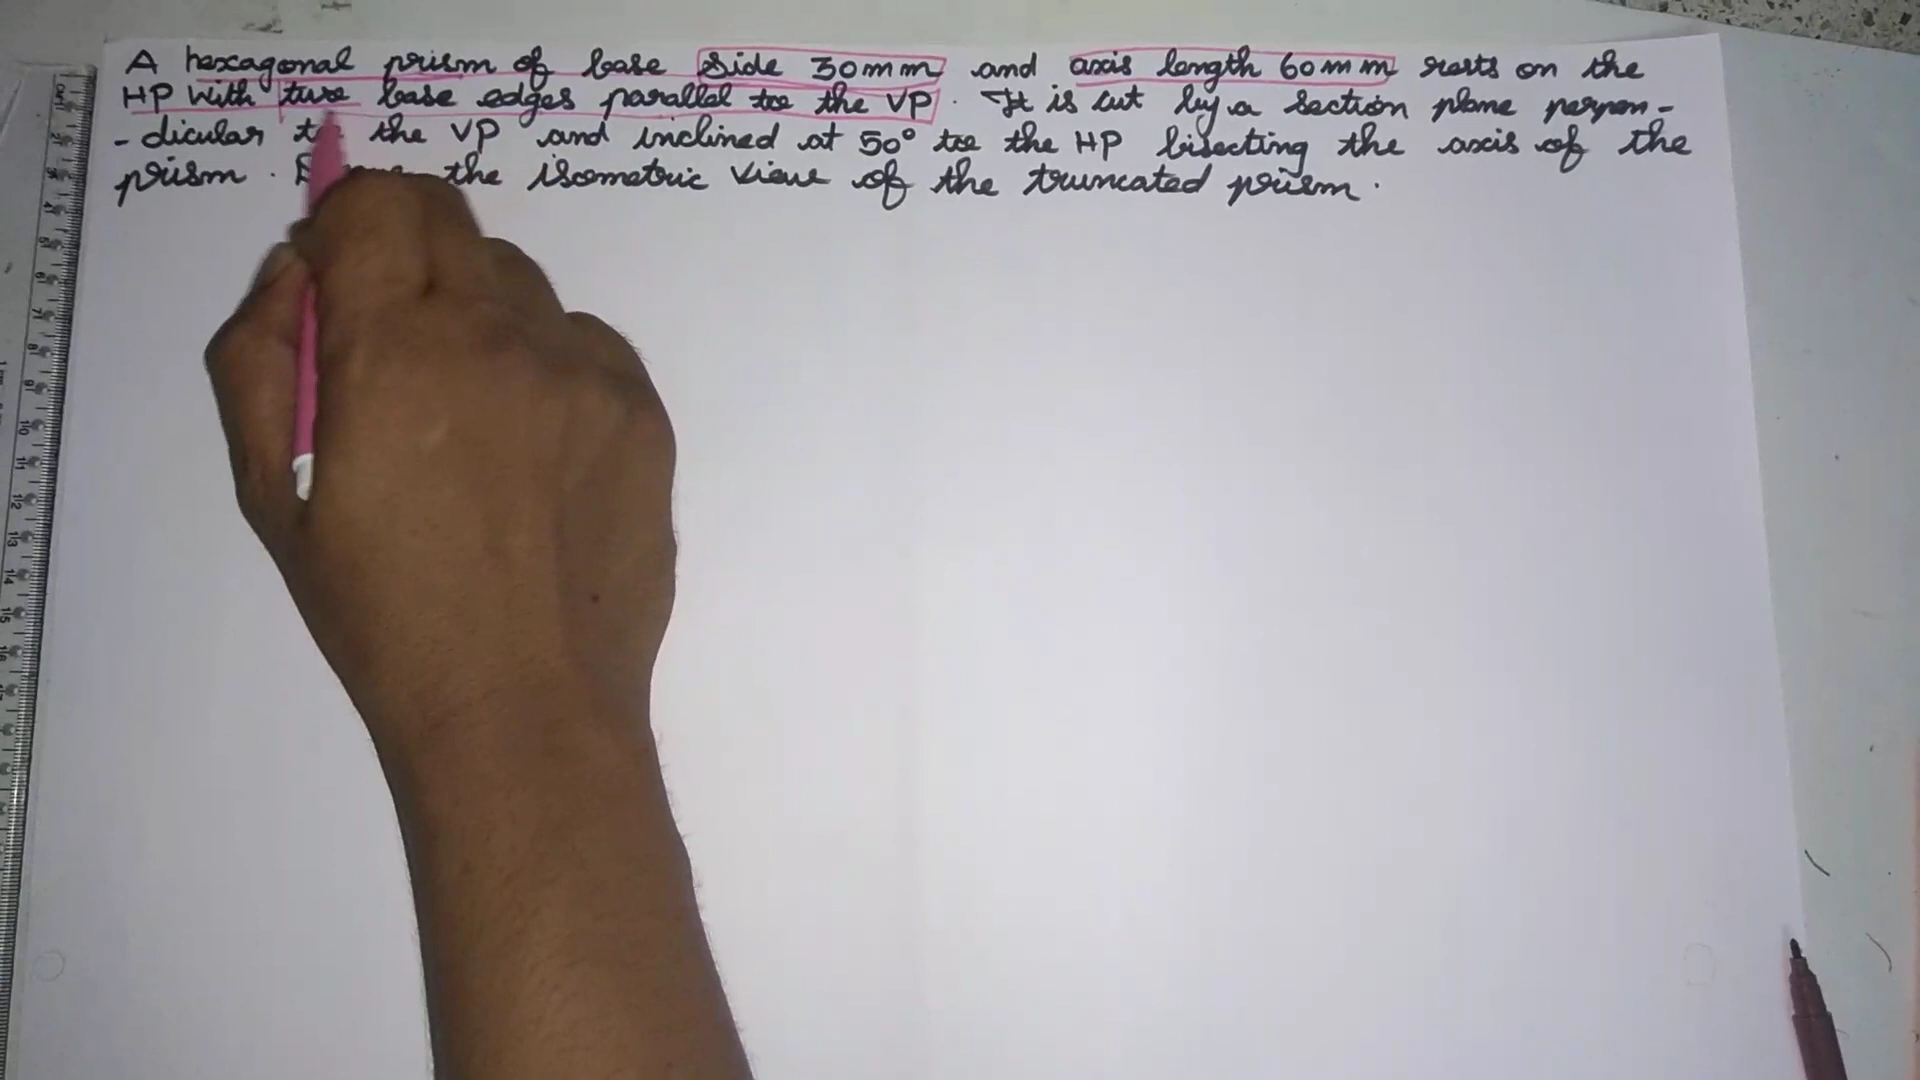 A hexagonal prism of base side 30mm and axis length 60mm rests on the
HP with two base edges parallel to the VP. It is cut by a section plane perpen-
-dicular to the VP and inclined at 50° to the HP bisecting the axis of the
prism. the isometric view of the truncated prism.